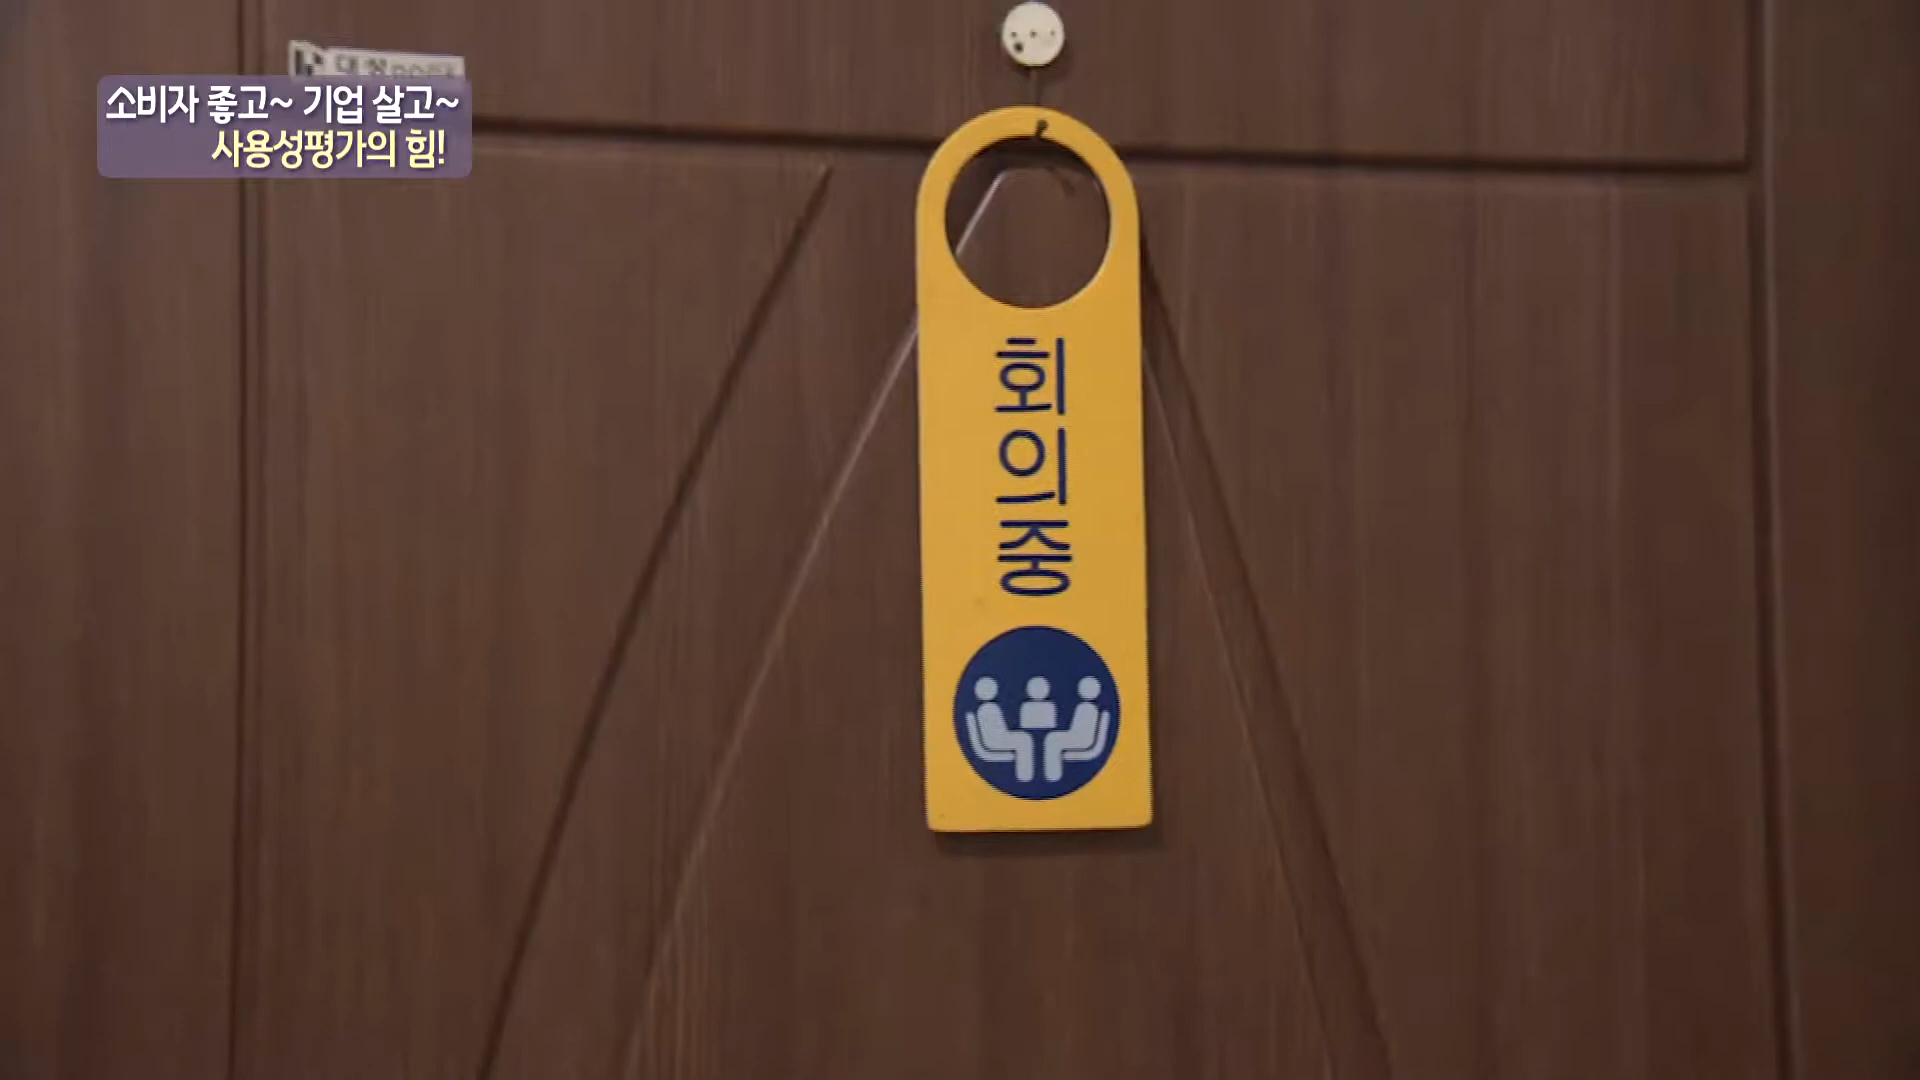 소비자 좋고~ 기업 살고~
사용성평가의 힘!
회의중